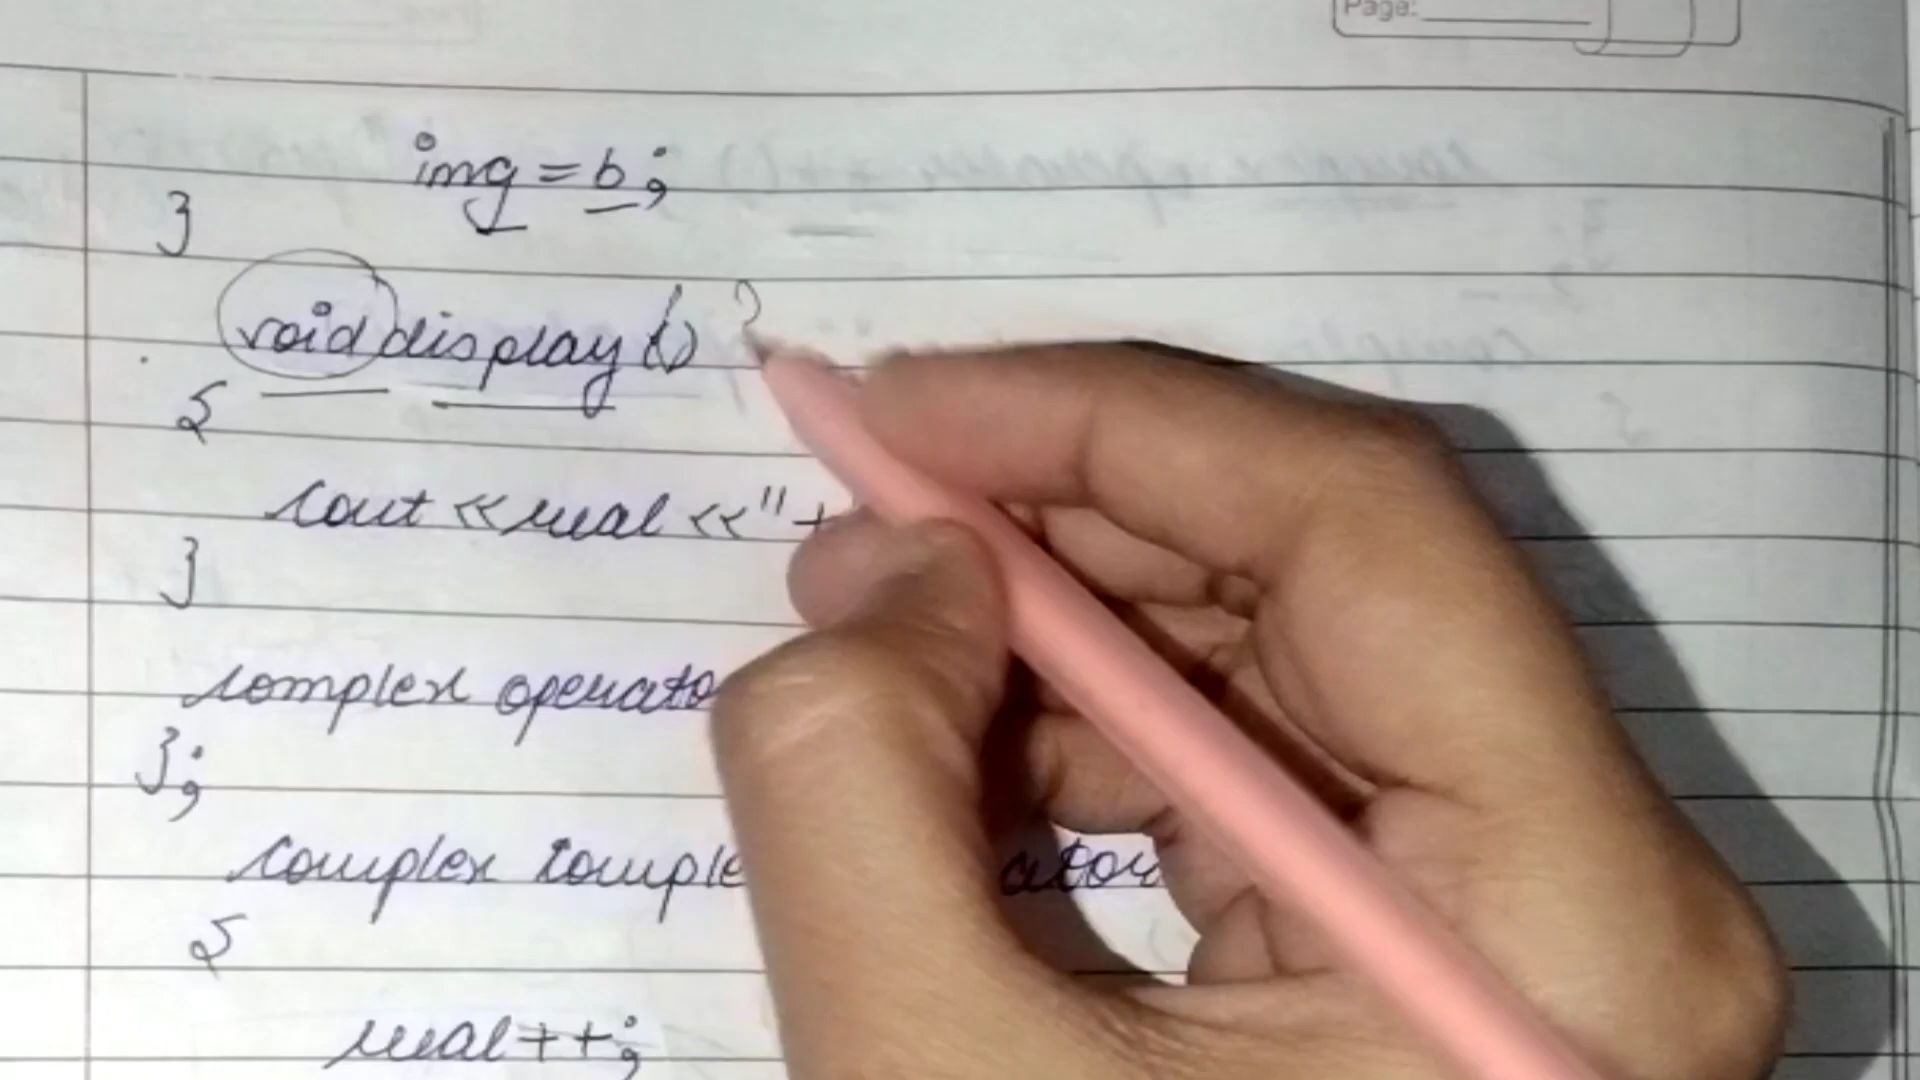 Page:
img = b;
}
void display()
{
cout << real << "+
}
complex operato
};
complex comple ator
{
real++;